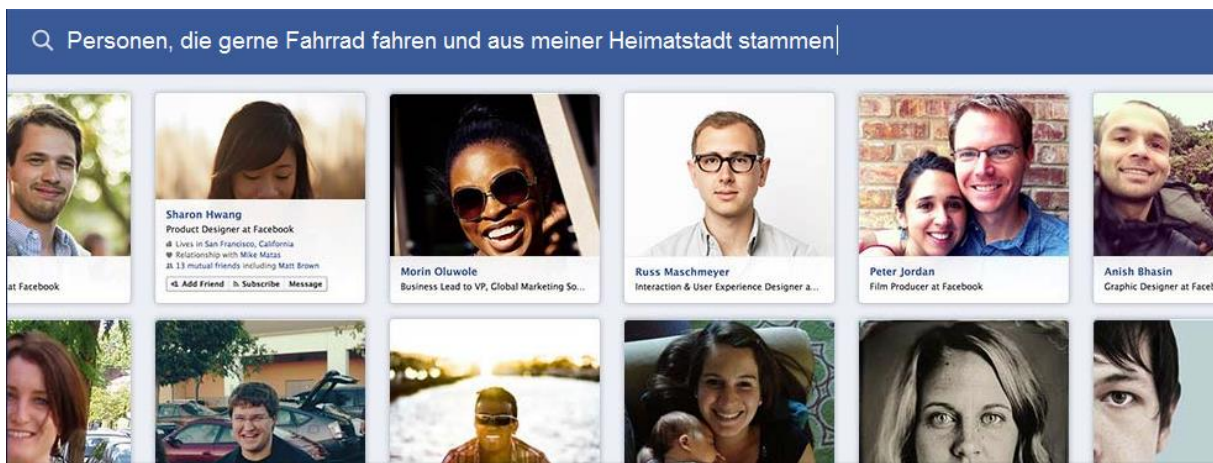 Personen, die gerne Fahrrad fahren und aus meiner Heimatstadt stammen
at Facebook
Sharon Hwang
Product Designer at Facebook
Lives in San Francisco, California
Relationship with Mike Matas
13 mutual friends including Matt Brown
Add Friend Subscribe Message
Morin Oluwole
Business Lead to VP, Global Marketing So...
Russ Maschmeyer
Interaction & User Experience Designer a...
Peter Jordan
Film Producer at Facebook
Anish Bhasin
Graphic Designer at Faceb